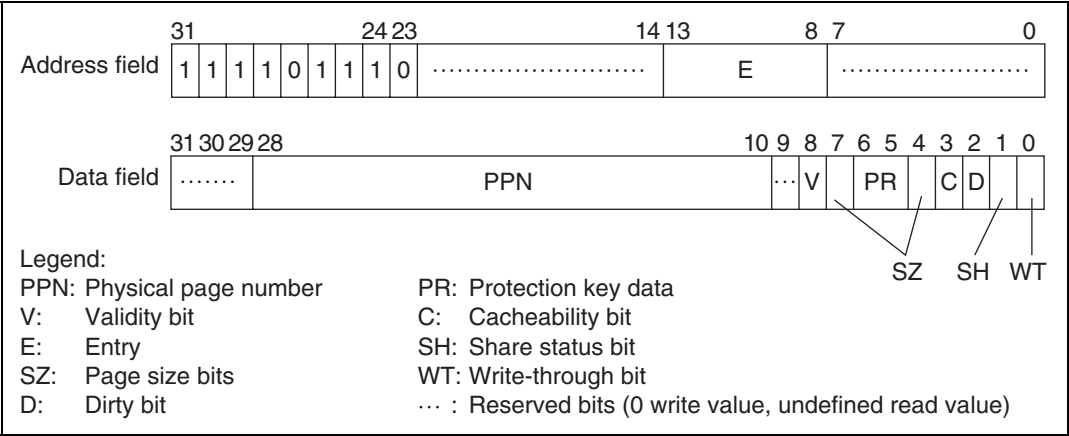 31 24 23 14 13 8 7 0
Address field 1 1 1 1 0 1 1 1 0 ........................ E ......................
31 30 29 28 10 9 8 7 6 5 4 3 2 1 0
Data field ....... PPN ... V PR C D
SZ SH WT
Legend:
PPN: Physical page number PR: Protection key data
V: Validity bit C: Cacheability bit
E: Entry SH: Share status bit
SZ: Page size bits WT: Write-through bit
D: Dirty bit ... : Reserved bits (0 write value, undefined read value)